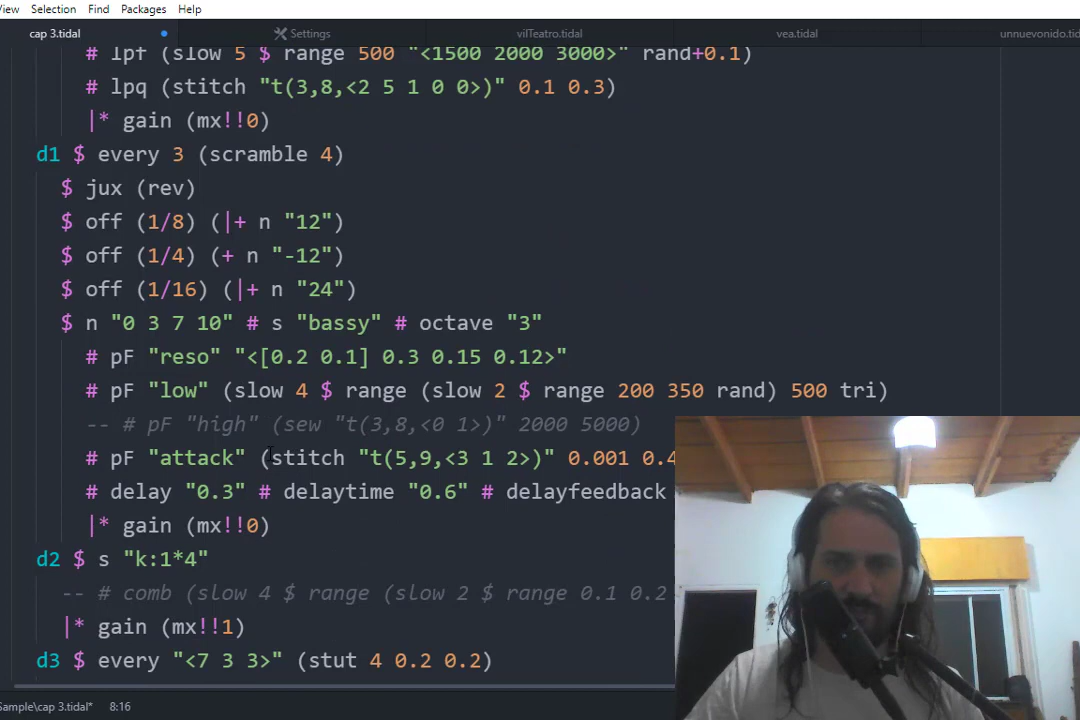 View Selection Find Packages Help
cap 3.tidal Settings vilTeatro.tidal vea.tidal unnuevonido.tid
# lpf (slow 5 $ range 500 "<1500 2000 3000>" rand+0.1)
# lpq (stitch "t(3,8,<2 5 1 0 0>)" 0.1 0.3)
|* gain (mx!!0)
d1 $ every 3 (scramble 4)
$ jux (rev)
$ off (1/8) (|+ n "12")
$ off (1/4) (+ n "-12")
$ off (1/16) (|+ n "24")
$ n "0 3 7 10" # s "bassy" # octave "3"
# pF "reso" "<[0.2 0.1] 0.3 0.15 0.12>"
# pF "low" (slow 4 $ range (slow 2 $ range 200 350 rand) 500 tri)
-- # pF "high" (sew "t(3,8,<0 1>)" 2000 5000)
# pF "attack" (stitch "t(5,9,<3 1 2>)" 0.001 0.4
# delay "0.3" # delaytime "0.6" # delayfeedback
|* gain (mx!!0)
d2 $ s "k:1*4"
-- # comb (slow 4 $ range (slow 2 $ range 0.1 0.2
|* gain (mx!!1)
d3 $ every "<7 3 3>" (stut 4 0.2 0.2)
Sample\cap 3.tidal* 8:16